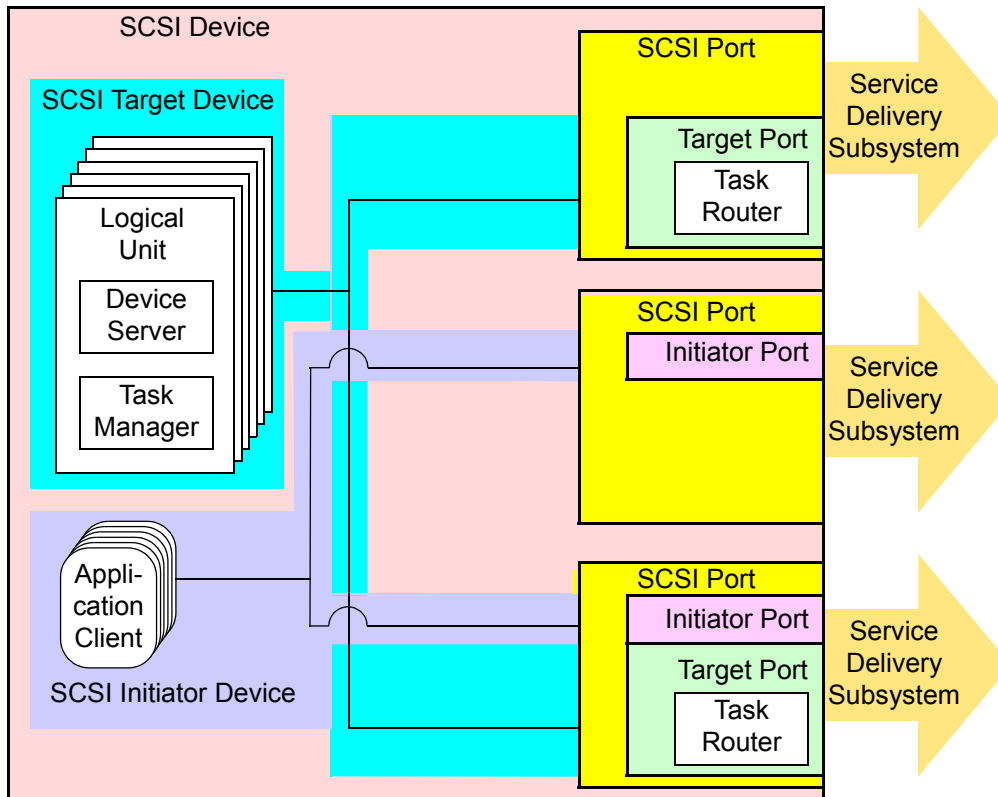 SCSI Device
SCSI Target Device
Logical
Unit
Device
Server
Task
Manager
Appli-
cation
Client
SCSI Initiator Device
SCSI Port
Target Port
Task
Router
Service
Delivery
Subsystem
SCSI Port
Initiator Port
Service
Delivery
Subsystem
SCSI Port
Initiator Port
Target Port
Task
Router
Service
Delivery
Subsystem